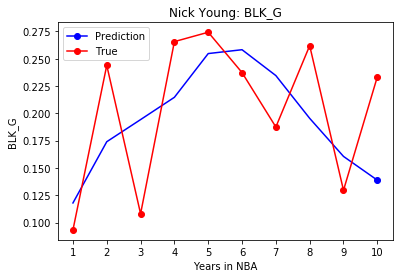 Nick Young: BLK_G
Prediction
True
BLK_G
0.275
0.250
0.225
0.200
0.175
0.150
0.125
0.100
1 2 3 4 5 6 7 8 9 10
Years in NBA